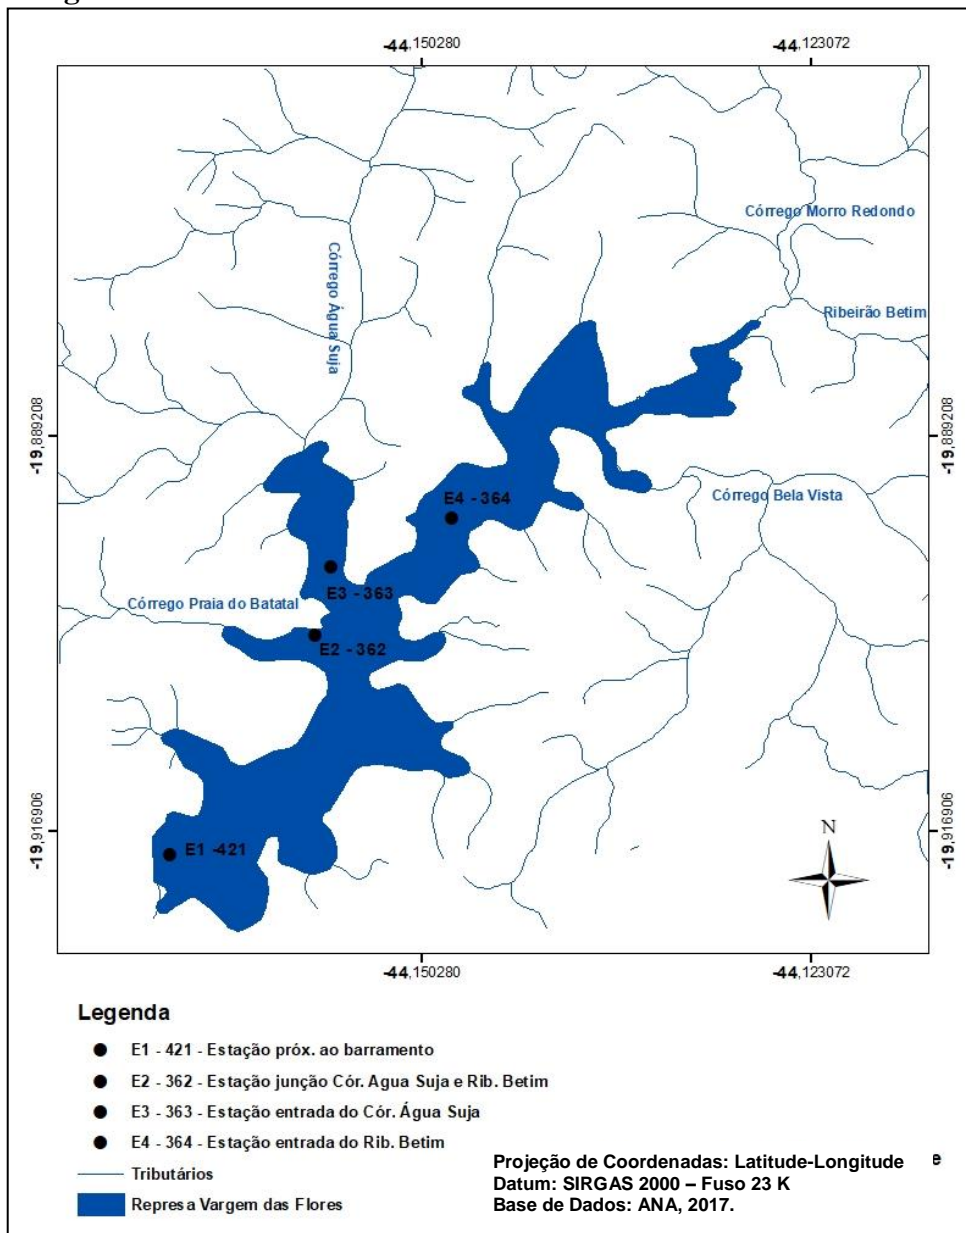 -44,150280
-44,123072
Córrego Morro Redondo
Córrego Água Suja
Ribeirão Betim
-19,889208
-19,889208
E4 - 364
Córrego Bela Vista
E3 - 363
Córrego Praia do Batatal
E2 - 362
-19,916906
-19,916906
N
E1 -421
-44,150280
-44,123072
Legenda
E1 - 421 - Estação próx. ao barramento
E2 - 362 - Estação junção Cór. Agua Suja e Rib. Betim
E3 - 363 - Estação entrada do Cór. Água Suja
E4 - 364 - Estação entrada do Rib. Betim
Tributários
Represa Vargem das Flores
Projeção de Coordenadas: Latitude-Longitude e
Datum: SIRGAS 2000 – Fuso 23 K
Base de Dados: ANA, 2017.